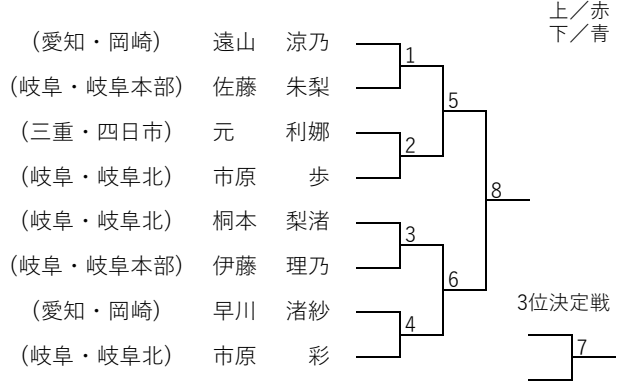 上／赤
下／青
(愛知・岡崎) 遠山 涼乃
1
(岐阜・岐阜本部) 佐藤 朱梨
5
(三重・四日市) 元 利娜
2
(岐阜・岐阜北) 市原 歩
8
(岐阜・岐阜北) 桐本 梨渚
3
(岐阜・岐阜本部) 伊藤 理乃
6
(愛知・岡崎) 早川 渚紗
3位決定戦
4
(岐阜・岐阜北) 市原 彩
7